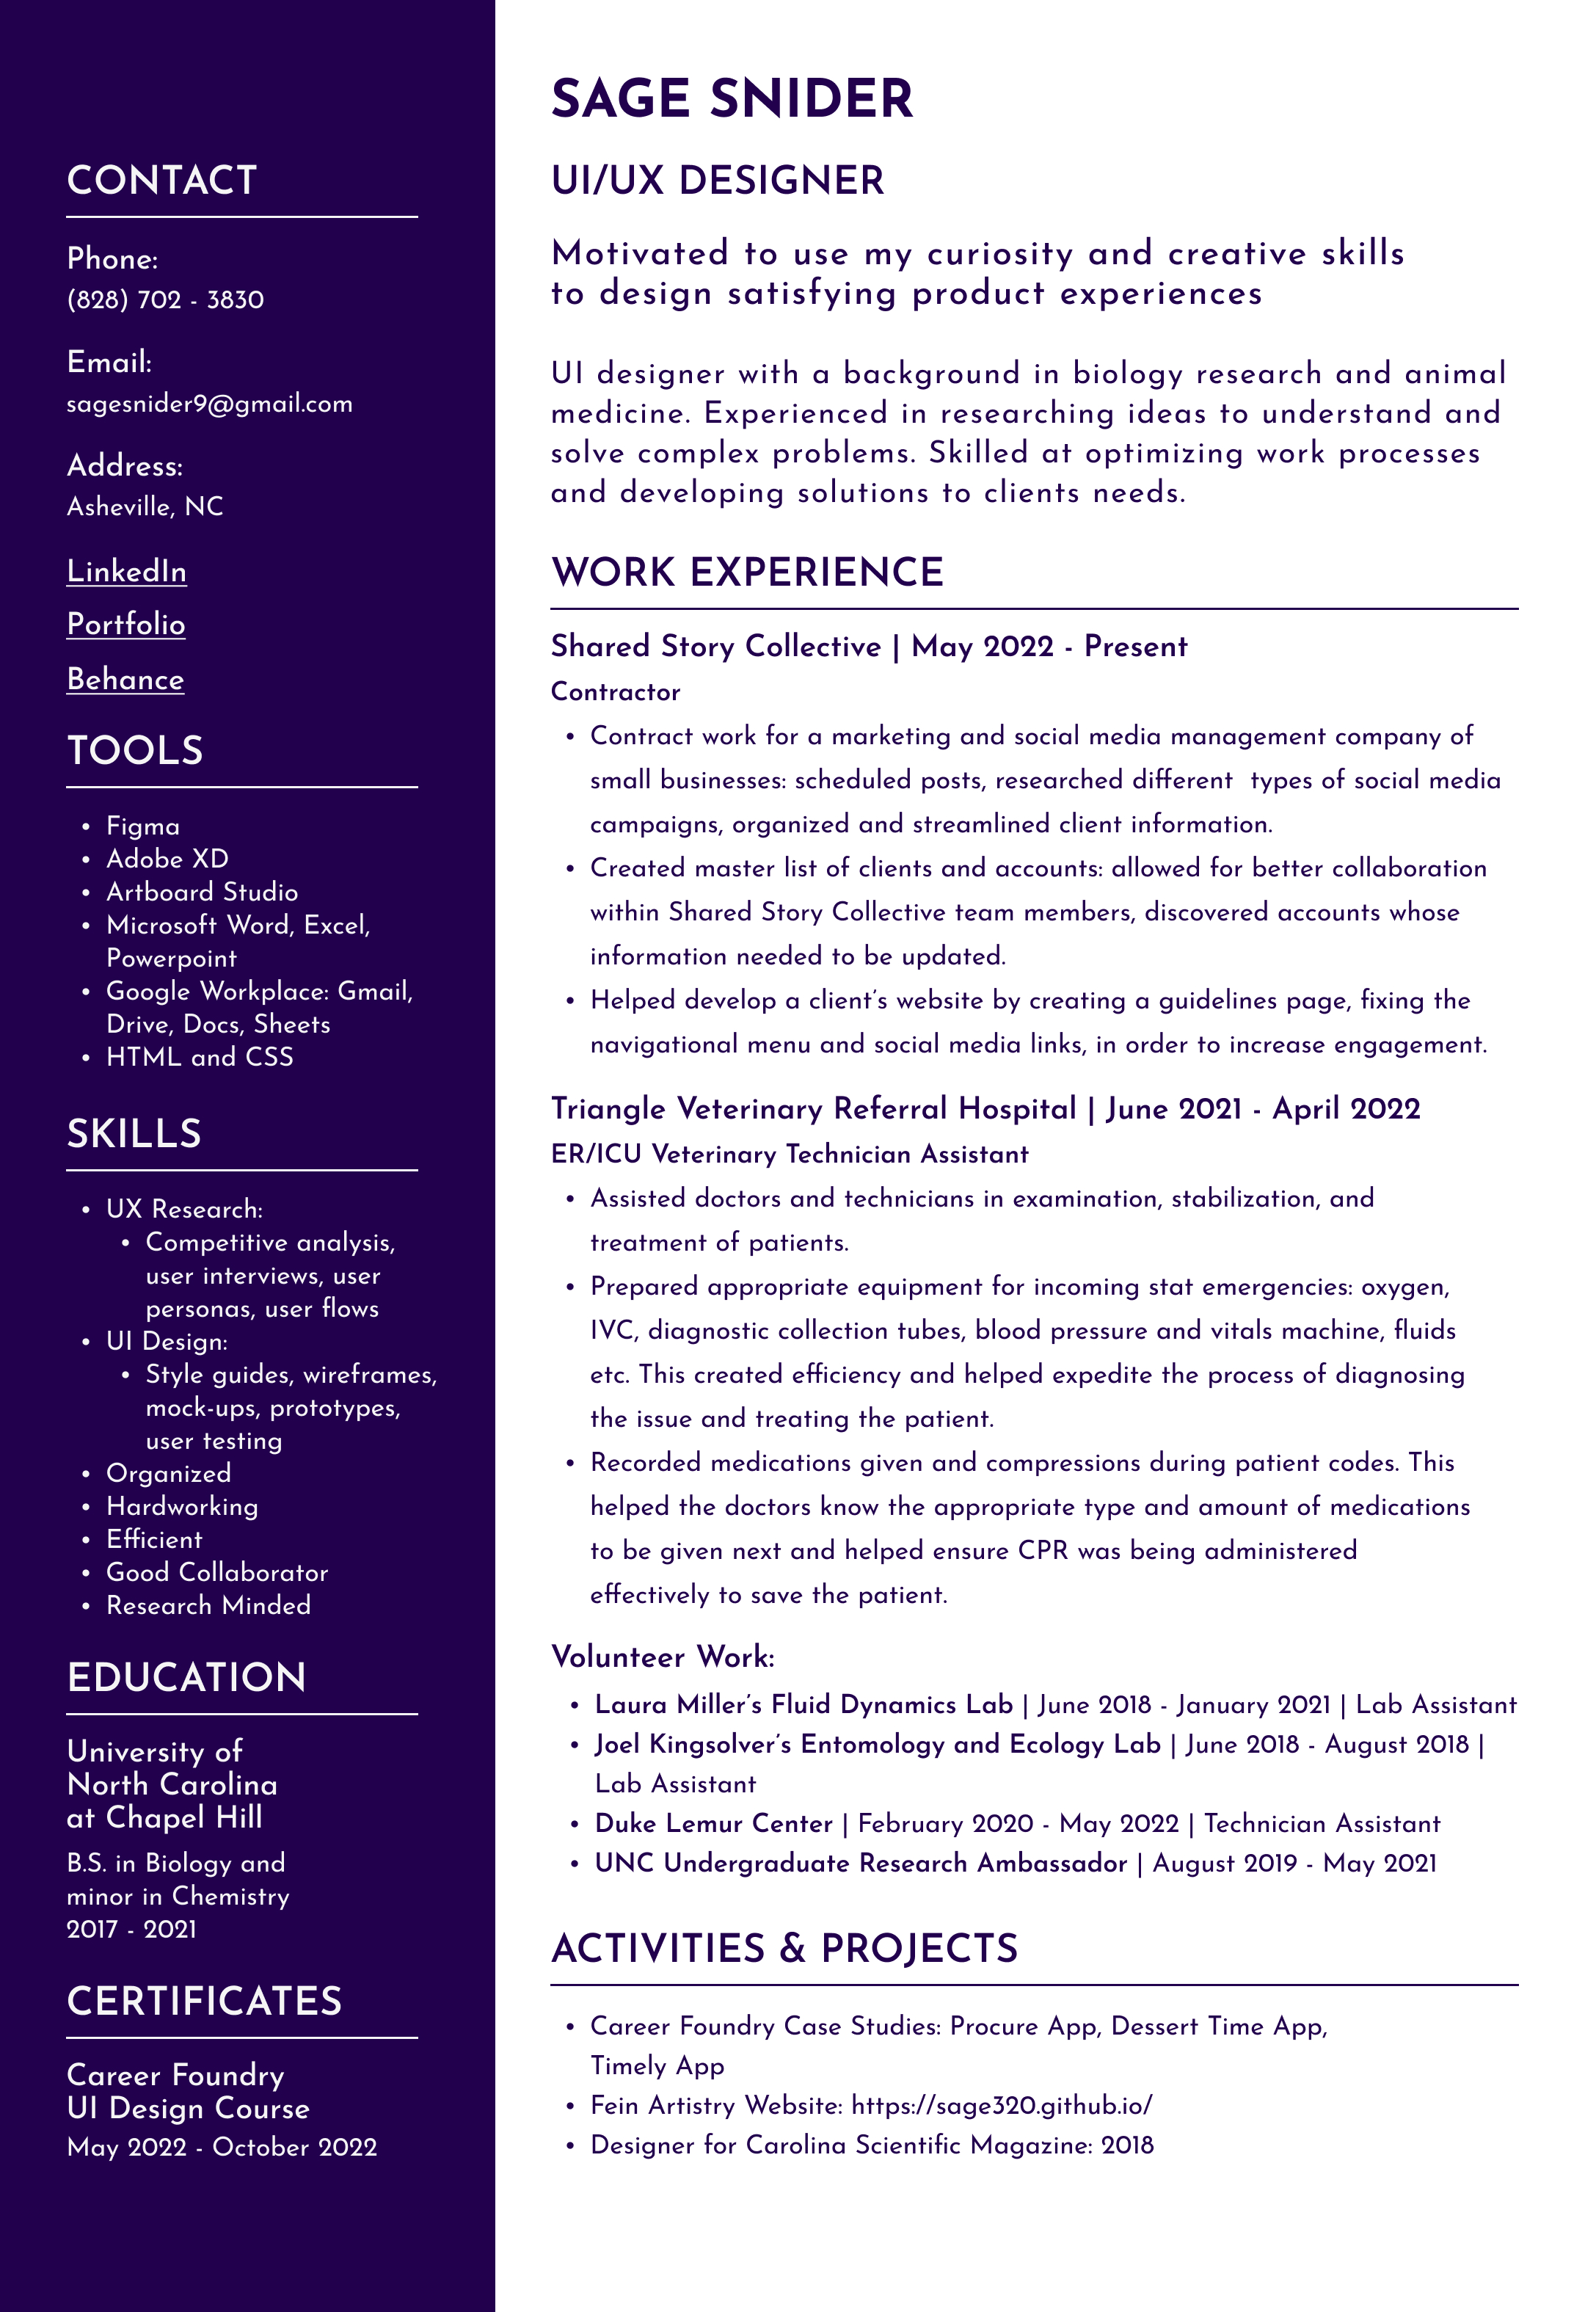 SAGE SNIDER
UI/UX DESIGNER
Motivated to use my curiosity and creative skills
to design satisfying product experiences
UI designer with a background in biology research and animal
medicine. Experienced in researching ideas to understand and
solve complex problems. Skilled at optimizing work processes
and developing solutions to clients needs.
CONTACT
Phone:
(828) 702 - 3830
Email:
sagesnider9@gmail.com
Address:
Asheville, NC
LinkedIn
Portfolio
Behance
TOOLS
• Figma
• Adobe XD
• Artboard Studio
• Microsoft Word, Excel,
Powerpoint
• Google Workplace: Gmail,
Drive, Docs, Sheets
• HTML and CSS
SKILLS
• UX Research:
• Competitive analysis,
user interviews, user
personas, user flows
• UI Design:
• Style guides, wireframes,
mock-ups, prototypes,
user testing
• Organized
• Hardworking
• Efficient
• Good Collaborator
• Research Minded
EDUCATION
University of
North Carolina
at Chapel Hill
B.S. in Biology and
minor in Chemistry
2017 - 2021
CERTIFICATES
Career Foundry
UI Design Course
May 2022 - October 2022
WORK EXPERIENCE
Shared Story Collective | May 2022 - Present
Contractor
• Contract work for a marketing and social media management company of
small businesses: scheduled posts, researched different  types of social media
campaigns, organized and streamlined client information.
• Created master list of clients and accounts: allowed for better collaboration
within Shared Story Collective team members, discovered accounts whose
information needed to be updated.
• Helped develop a client's website by creating a guidelines page, fixing the
navigational menu and social media links, in order to increase engagement.
Triangle Veterinary Referral Hospital | June 2021 - April 2022
ER/ICU Veterinary Technician Assistant
• Assisted doctors and technicians in examination, stabilization, and
treatment of patients.
• Prepared appropriate equipment for incoming stat emergencies: oxygen,
IVC, diagnostic collection tubes, blood pressure and vitals machine, fluids
etc. This created efficiency and helped expedite the process of diagnosing
the issue and treating the patient.
• Recorded medications given and compressions during patient codes. This
helped the doctors know the appropriate type and amount of medications
to be given next and helped ensure CPR was being administered
effectively to save the patient.
Volunteer Work:
• Laura Miller's Fluid Dynamics Lab | June 2018 - January 2021 | Lab Assistant
• Joel Kingsolver's Entomology and Ecology Lab | June 2018 - August 2018 |
Lab Assistant
• Duke Lemur Center | February 2020 - May 2022 | Technician Assistant
• UNC Undergraduate Research Ambassador | August 2019 - May 2021
ACTIVITIES & PROJECTS
• Career Foundry Case Studies: Procure App, Dessert Time App,
Timely App
• Fein Artistry Website: https://sage320.github.io/
• Designer for Carolina Scientific Magazine: 2018